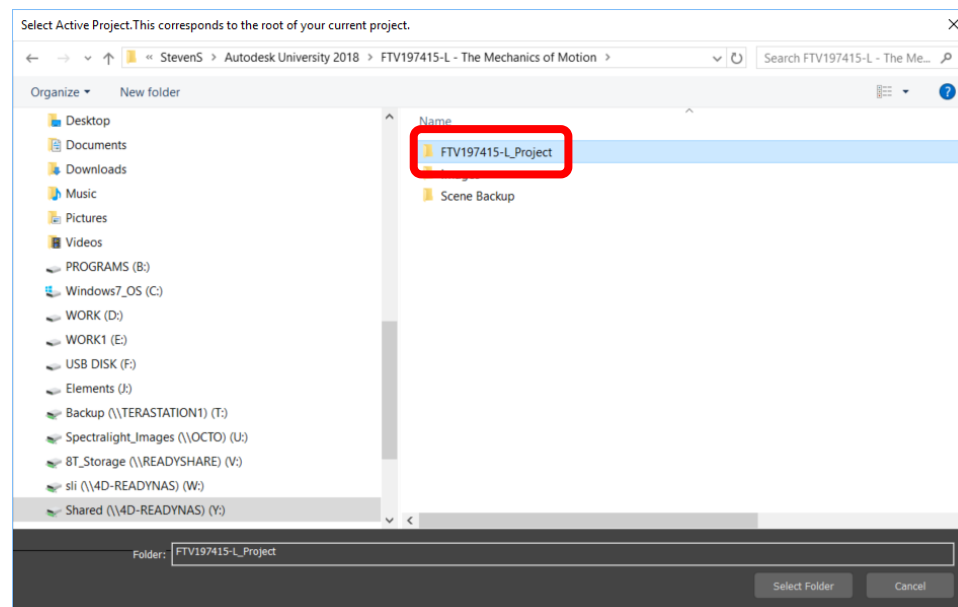 Select Active Project.This corresponds to the root of your current project.
« StevenS > Autodesk University 2018 > FTV197415-L - The Mechanics of Motion >
Search FTV197415-L - The Me...
Organize
New folder
?
Desktop
Documents
Downloads
Music
Pictures
Videos
PROGRAMS (B:)
Windows7_OS (C:)
WORK (D:)
WORK1 (E:)
USB DISK (F:)
Elements (J:)
Backup (\\TERASTATION1) (T:)
Spectralight_Images (\\OCTO) (U:)
8T_Storage (\\READYSHARE) (V:)
sli (\\4D-READYNAS) (W:)
Shared (\\4D-READYNAS) (Y:)
Name
FTV197415-L_Project
Scene Backup
Folder: FTV197415-L_Project
Select Folder
Cancel